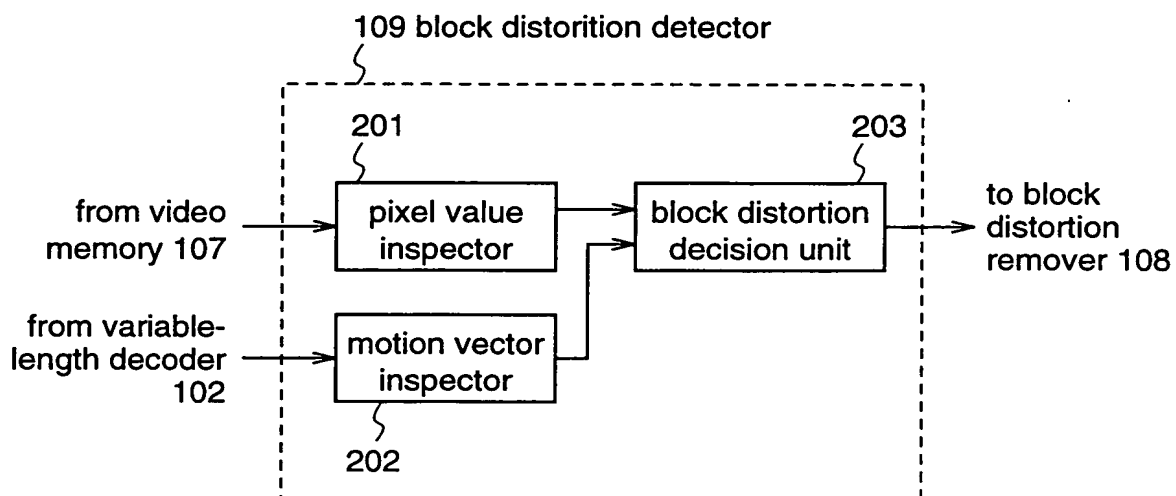 109 block distorition detector
201
203
from video
memory 107
pixel value
inspector
block distortion
decision unit
to block
distortion
remover 108
from variable-
length decoder
102
motion vector
inspector
202